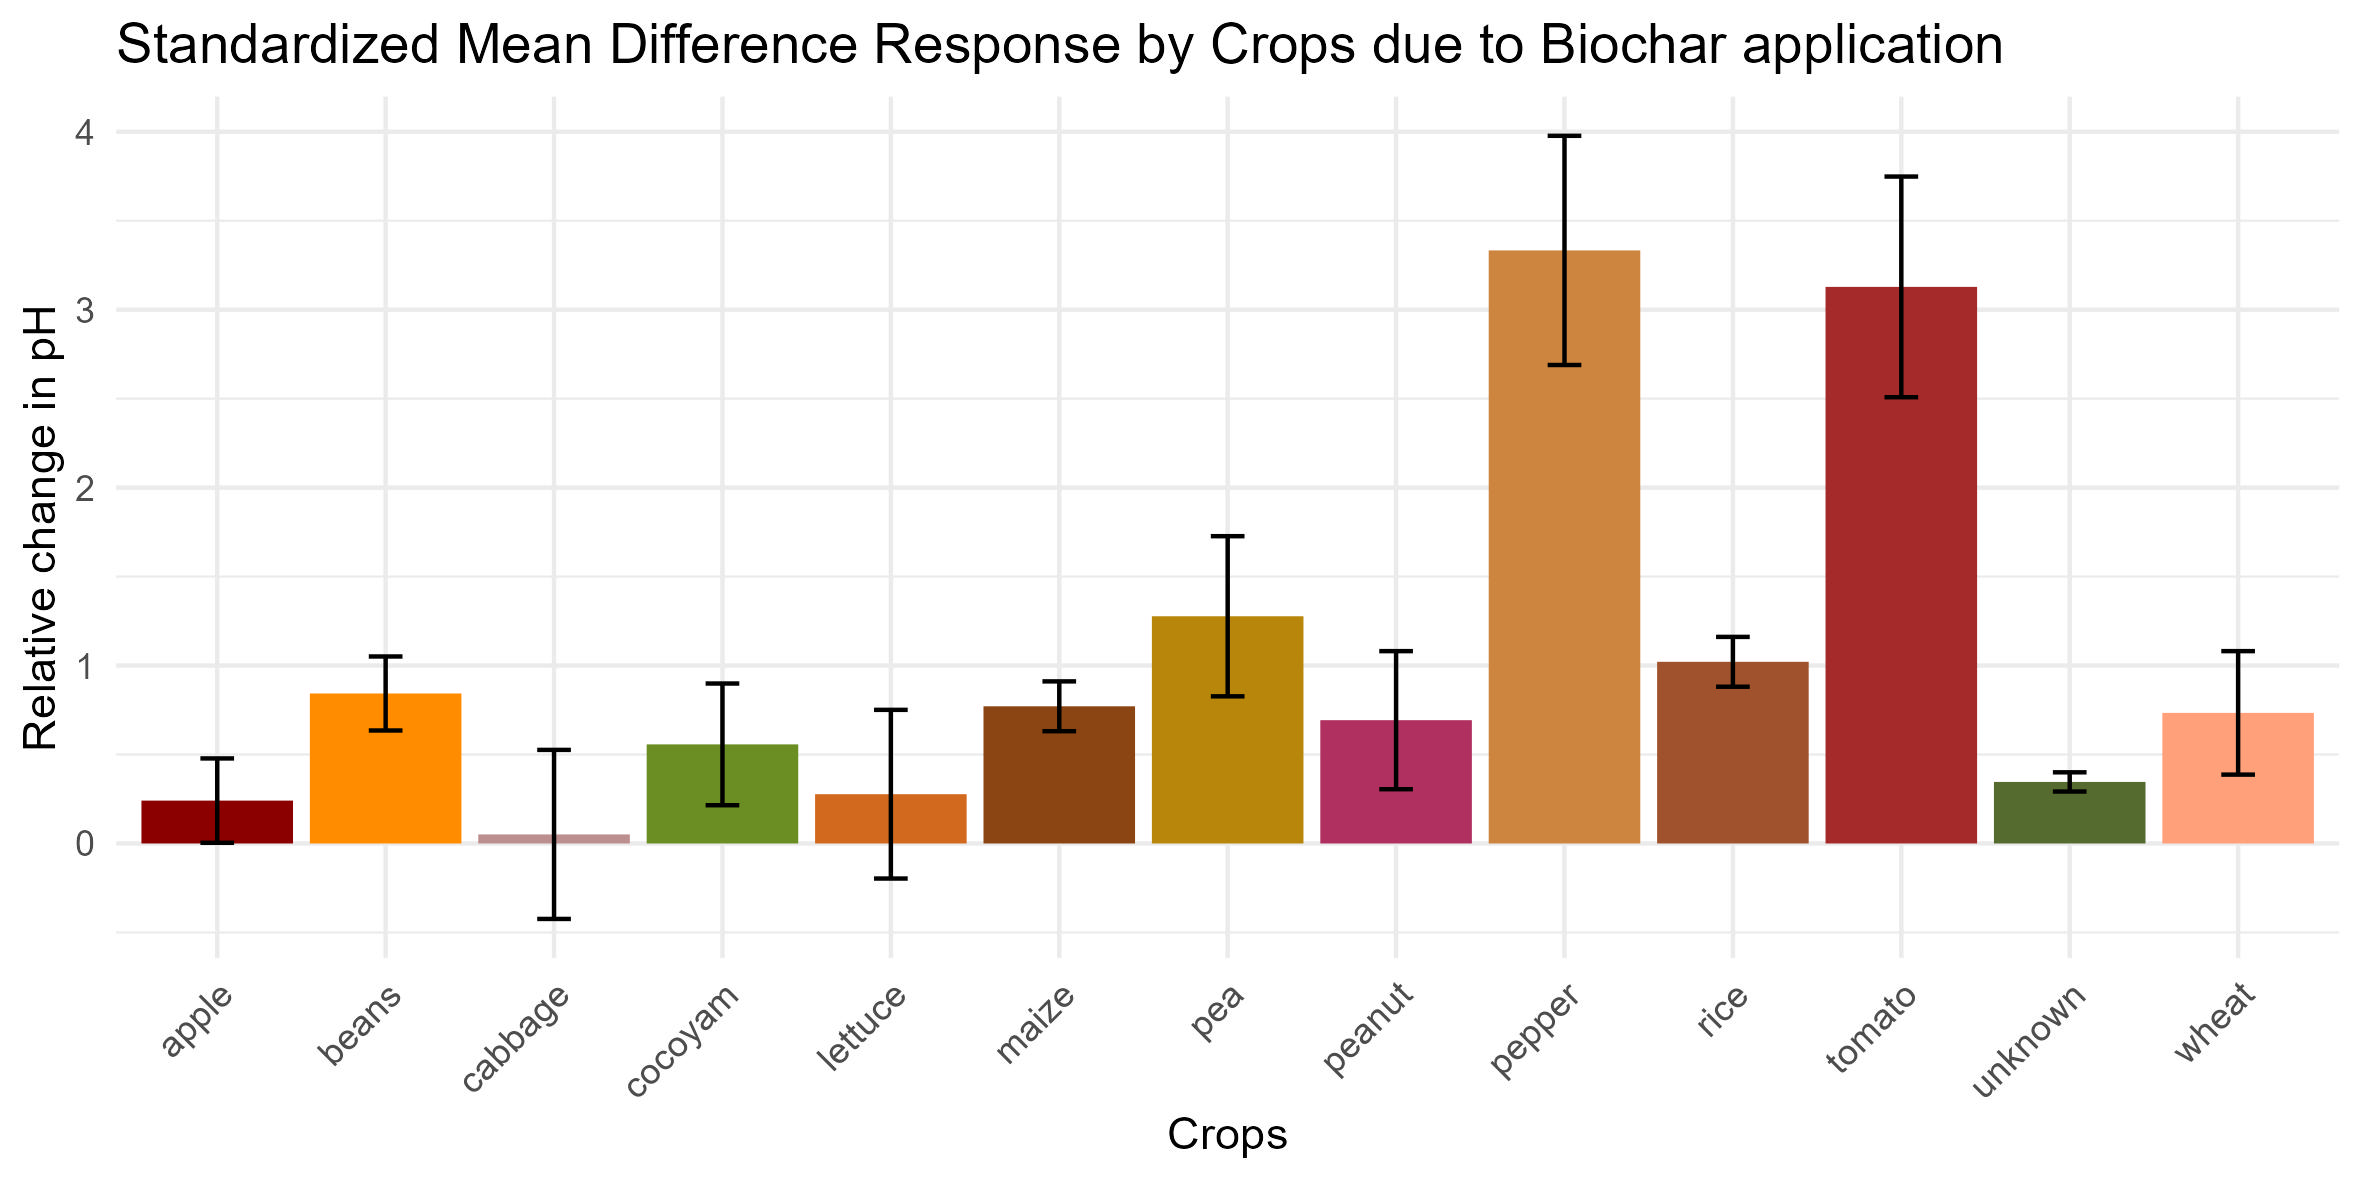 Standardized Mean Difference Response by Crops due to Biochar application
Relative change in pH
4
3
2
1
0
apple
beans
cabbage
cocoyam
lettuce
maize
pea
peanut
pepper
rice
tomato
unknown
wheat
Crops